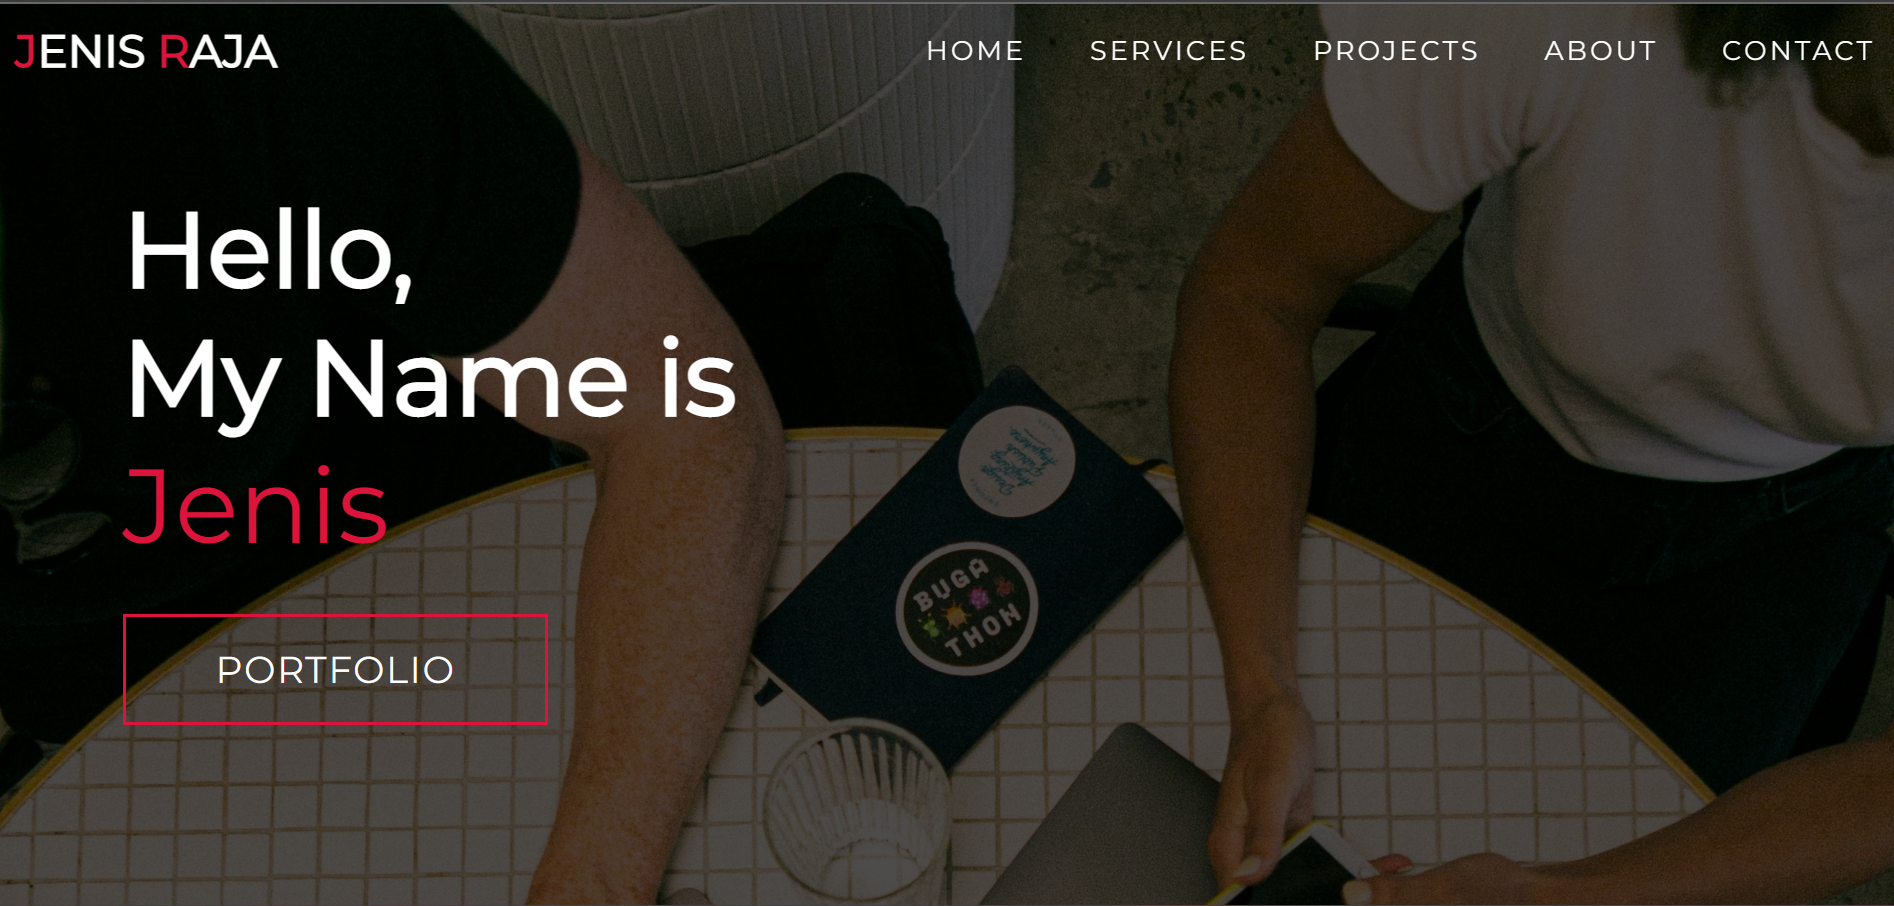 JENIS RAJA
HOME SERVICES PROJECTS ABOUT CONTACT
Hello,
My Name is
Jenis
PORTFOLIO
BUGA
THON